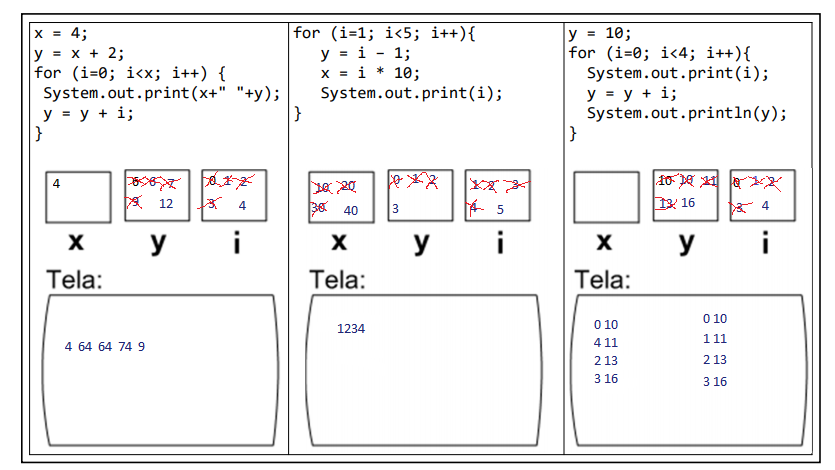 x = 4;
y = x + 2;
for (i=0; i<x; i++) {
System.out.print(x+" "+y);
y = y + i;
}
4
6 6 7
9 12
0 1 2
3 4
x y i
Tela:
4 64 64 74 9
for (i=1; i<5; i++){
y = i – 1;
x = i * 10;
System.out.print(i);
}
10 20
30 40
0 1 2
3
1 2 3
4 5
x y i
Tela:
1234
y = 10;
for (i=0; i<4; i++){
System.out.print(i);
y = y + i;
System.out.println(y);
}
10 10 11
13 16
0 1 2
3 4
x y i
Tela:
0 10
4 11
2 13
3 16
0 10
1 11
2 13
3 16